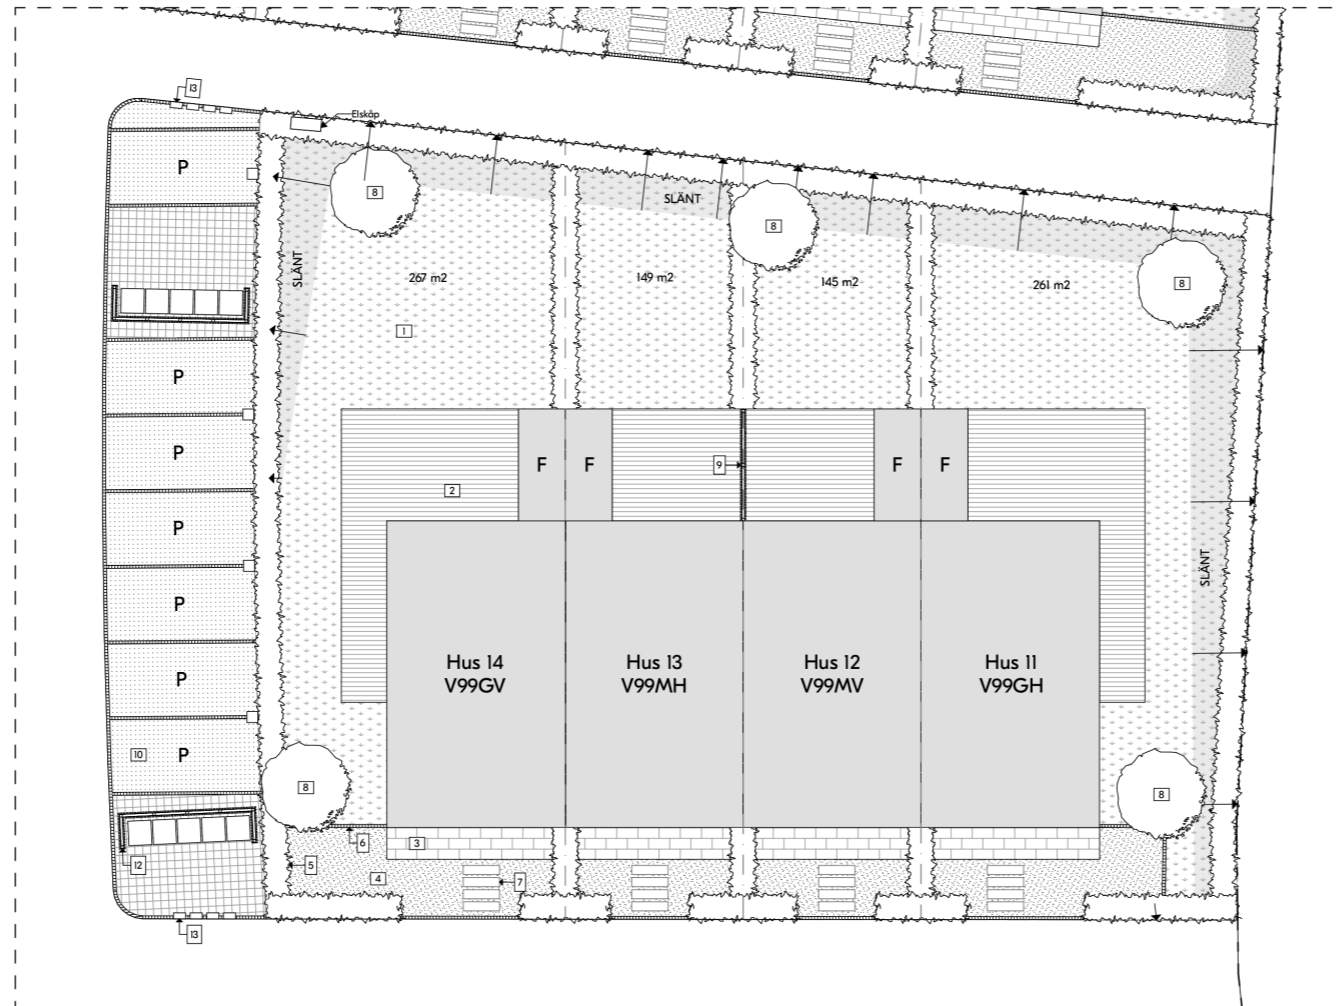 13
Elskåp
P
8
SLÄNT
8
8
SLÄNT
267 m2
149 m2
145 m2
261 m2
1
P
P
F
F
9
F
F
2
P
SLÄNT
P
Hus 14
V99GV
Hus 13
V99MH
Hus 12
V99MV
Hus 11
V99GH
P
10
P
8
8
6
3
12
5
4
7
13